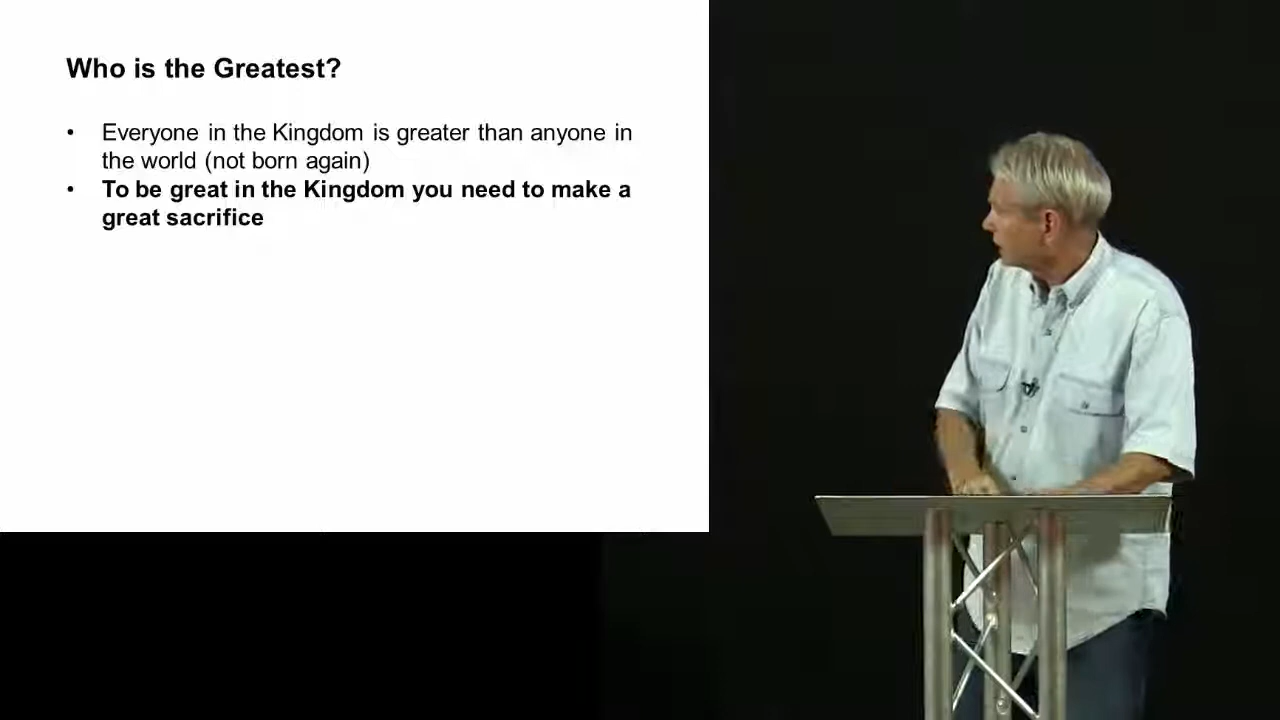 Who is the Greatest?
• Everyone in the Kingdom is greater than anyone in
the world (not born again)
• To be great in the Kingdom you need to make a
great sacrifice